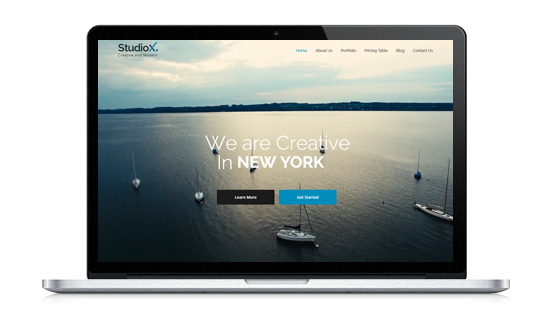 StudioX.
Creative and Modern
Home About Us Portfolio Pricing Table Blog Contact Us
We are Creative
In NEW YORK
Learn More Get Started